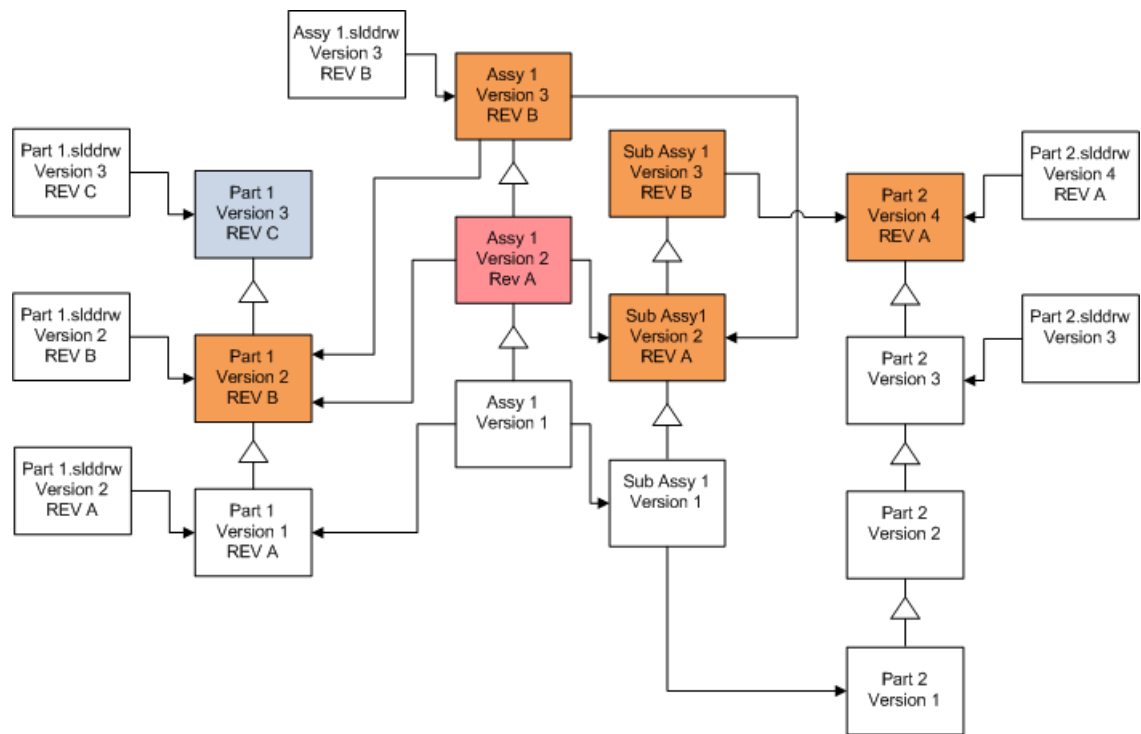 Assy 1.slddrw
Version 3
REV B
Assy 1
Version 3
REV B
Part 1.slddrw
Version 3
REV C
Part 1
Version 3
REV C
Sub Assy 1
Version 3
REV B
Part 2
Version 4
REV A
Part 2.slddrw
Version 4
REV A
Assy 1
Version 2
Rev A
Part 1.slddrw
Version 2
REV B
Part 1
Version 2
REV B
Sub Assy1
Version 2
REV A
Part 2
Version 3
Part 2.slddrw
Version 3
Assy 1
Version 1
Part 1.slddrw
Version 2
REV A
Part 1
Version 1
REV A
Sub Assy 1
Version 1
Part 2
Version 2
Part 2
Version 1